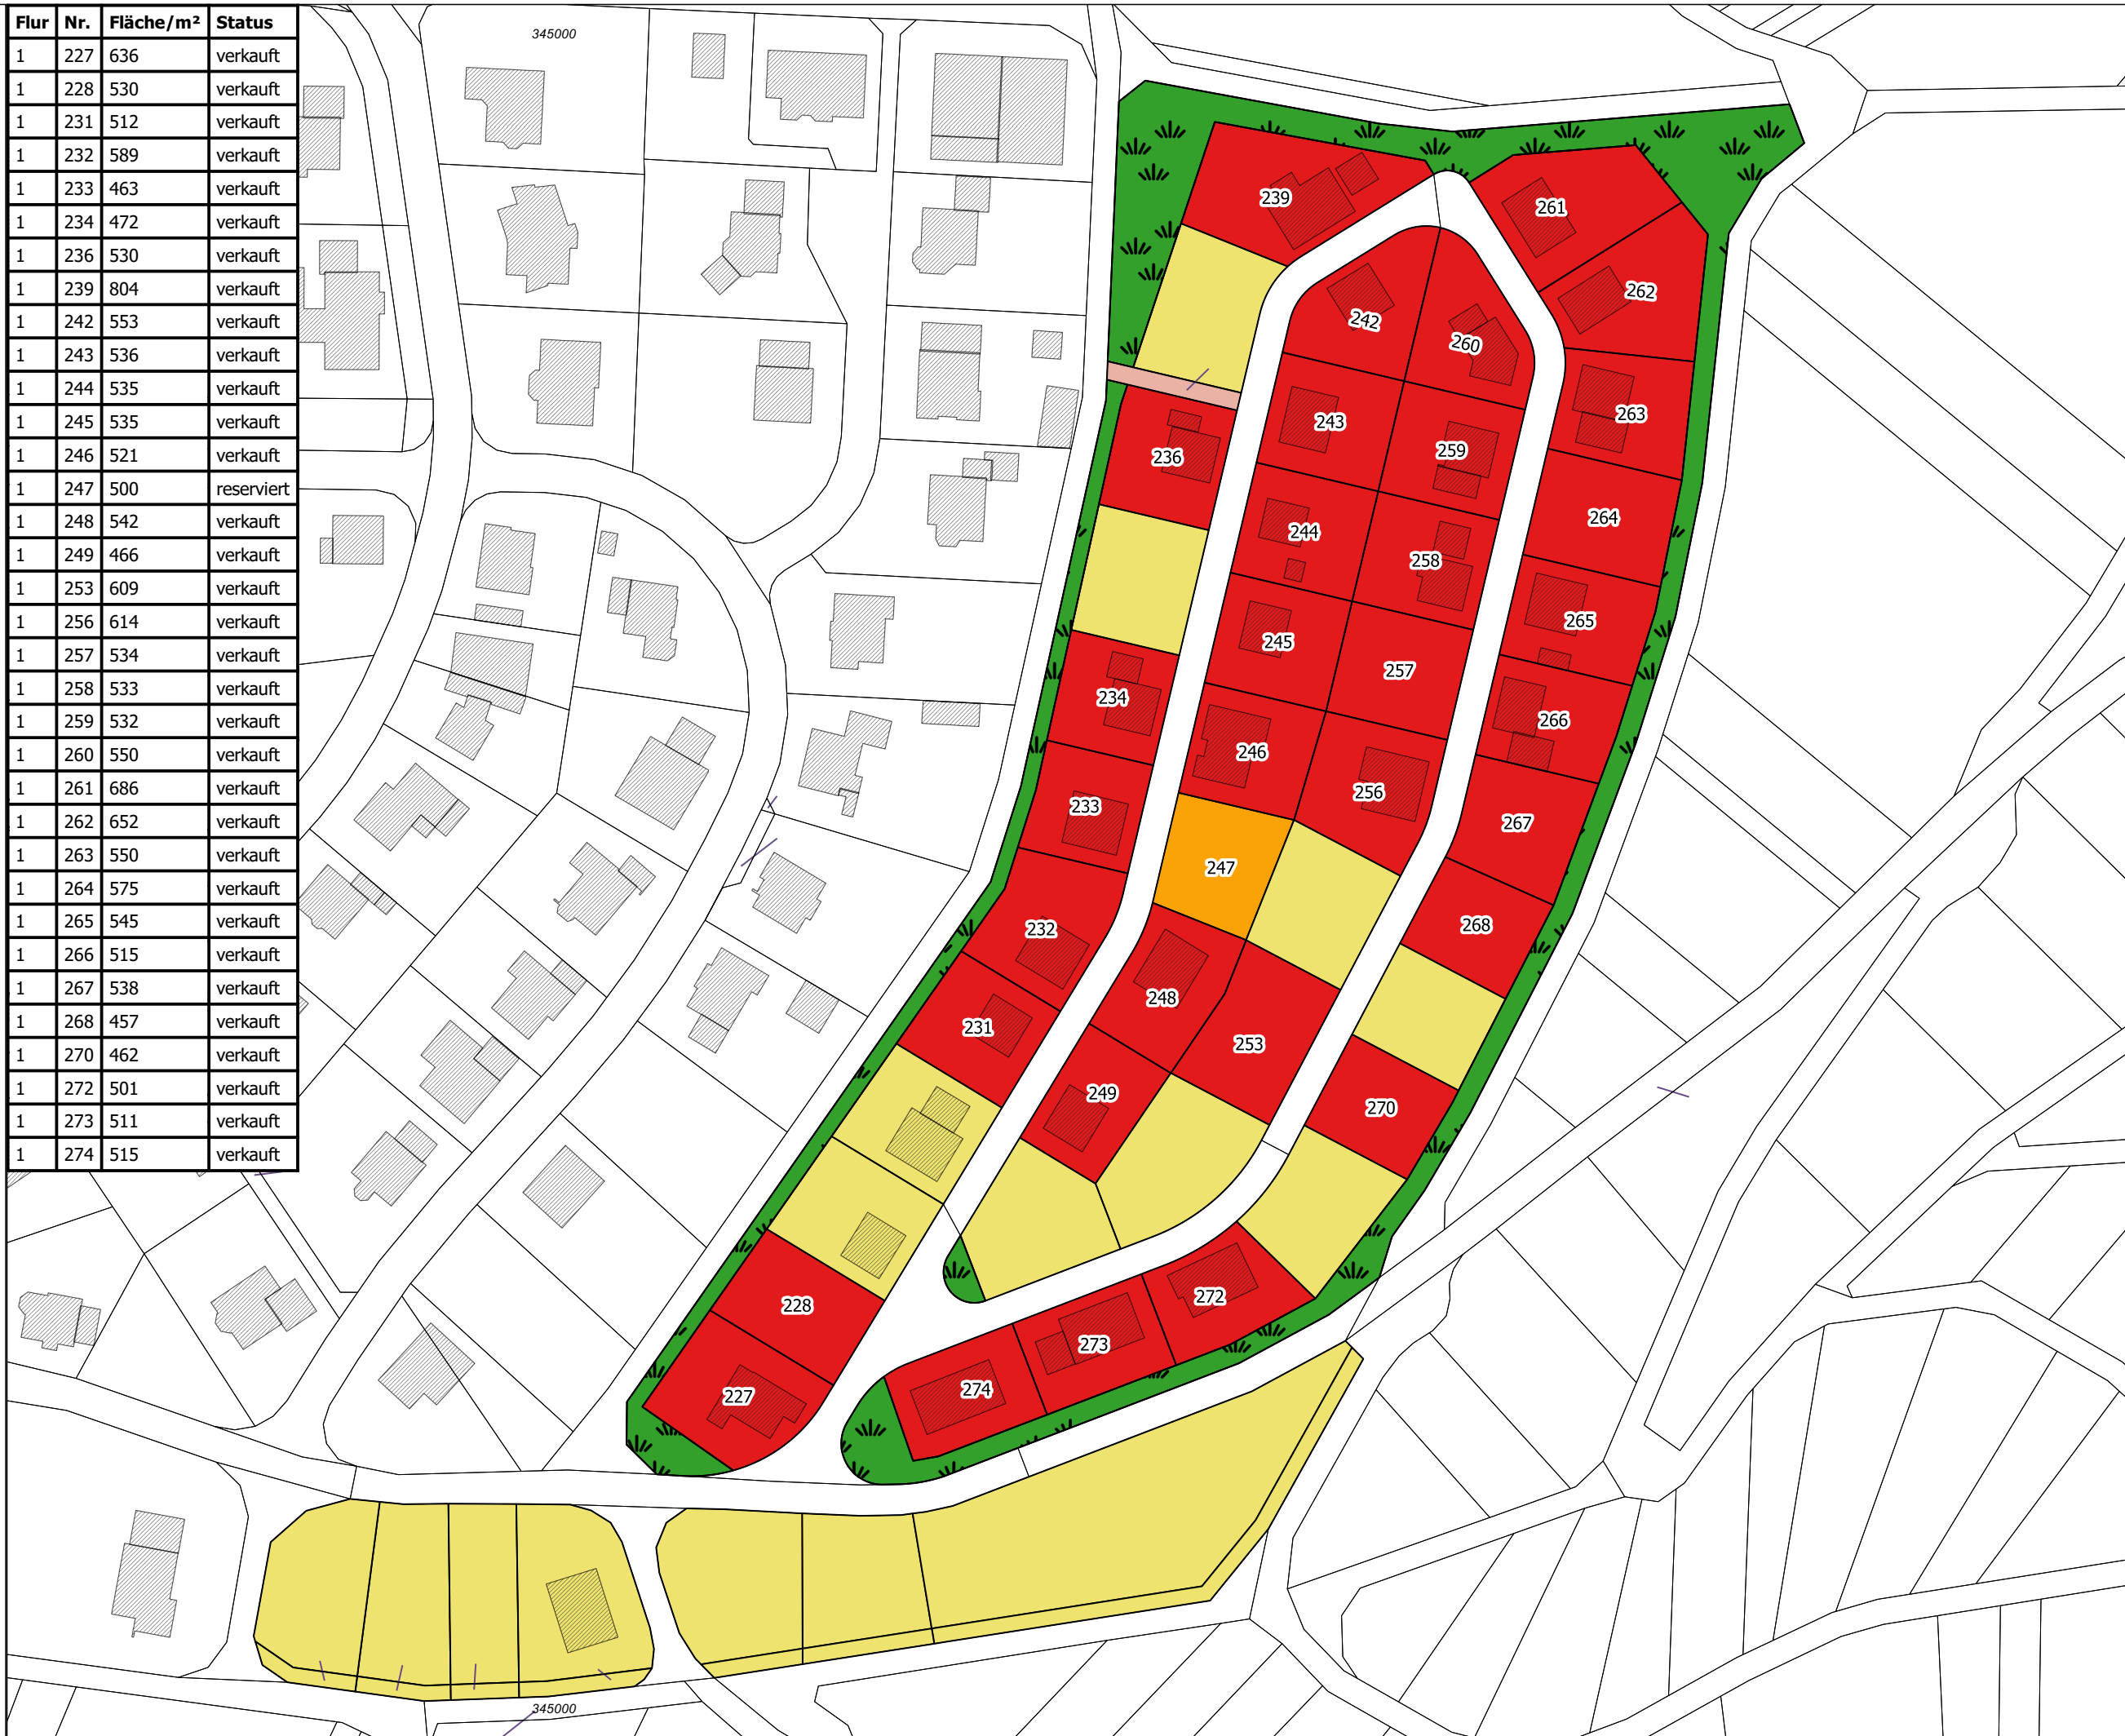 Flur Nr. Fläche/m² Status
1 227 636 verkauft
1 228 530 verkauft
1 231 512 verkauft
1 232 589 verkauft
1 233 463 verkauft
1 234 472 verkauft
1 236 530 verkauft
1 239 804 verkauft
1 242 553 verkauft
1 243 536 verkauft
1 244 535 verkauft
1 245 535 verkauft
1 246 521 verkauft
1 247 500 reserviert
1 248 542 verkauft
1 249 466 verkauft
1 253 609 verkauft
1 256 614 verkauft
1 257 534 verkauft
1 258 533 verkauft
1 259 532 verkauft
1 260 550 verkauft
1 261 686 verkauft
1 262 652 verkauft
1 263 550 verkauft
1 264 575 verkauft
1 265 545 verkauft
1 266 515 verkauft
1 267 538 verkauft
1 268 457 verkauft
1 270 462 verkauft
1 272 501 verkauft
1 273 511 verkauft
1 274 515 verkauft
345000
239
261
262
242
260
263
243
259
236
264
244
258
265
245
257
234
266
246
256
233
267
247
232
268
248
231
253
249
270
228
272
273
274
227
345000